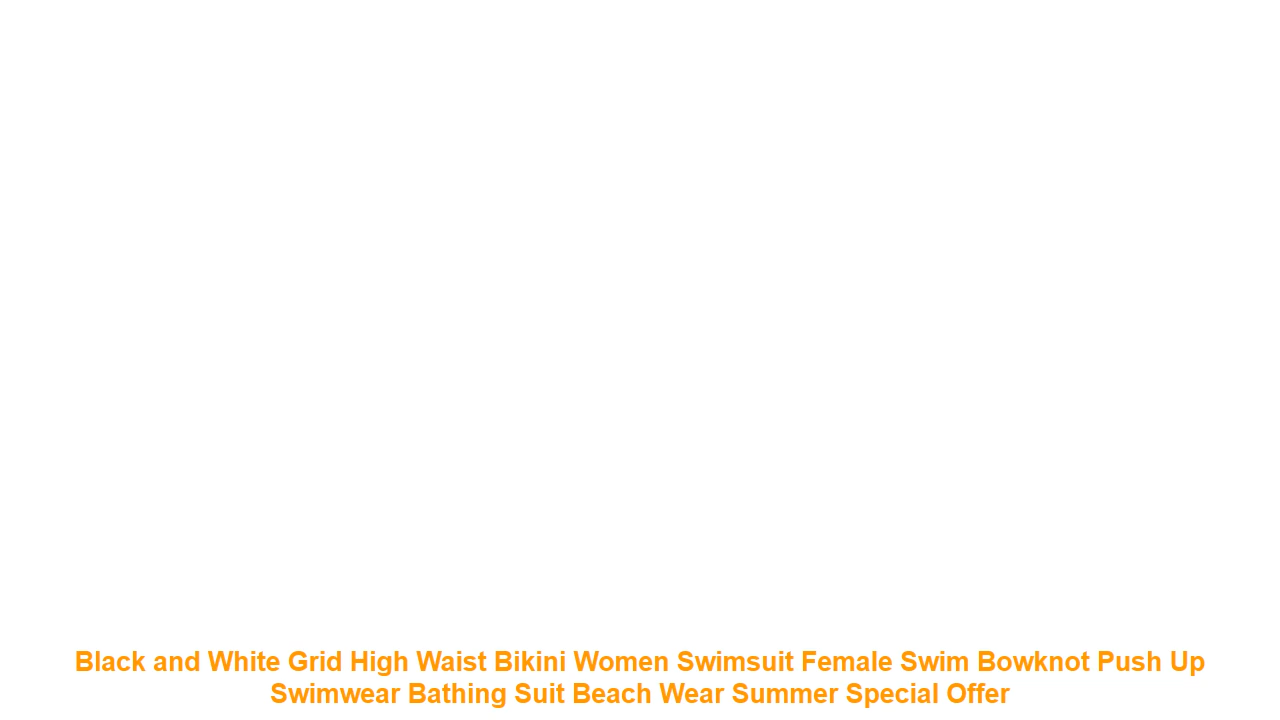 Black and White Grid High Waist Bikini Women Swimsuit Female Swim Bowknot Push Up
Swimwear Bathing Suit Beach Wear Summer Special Offer